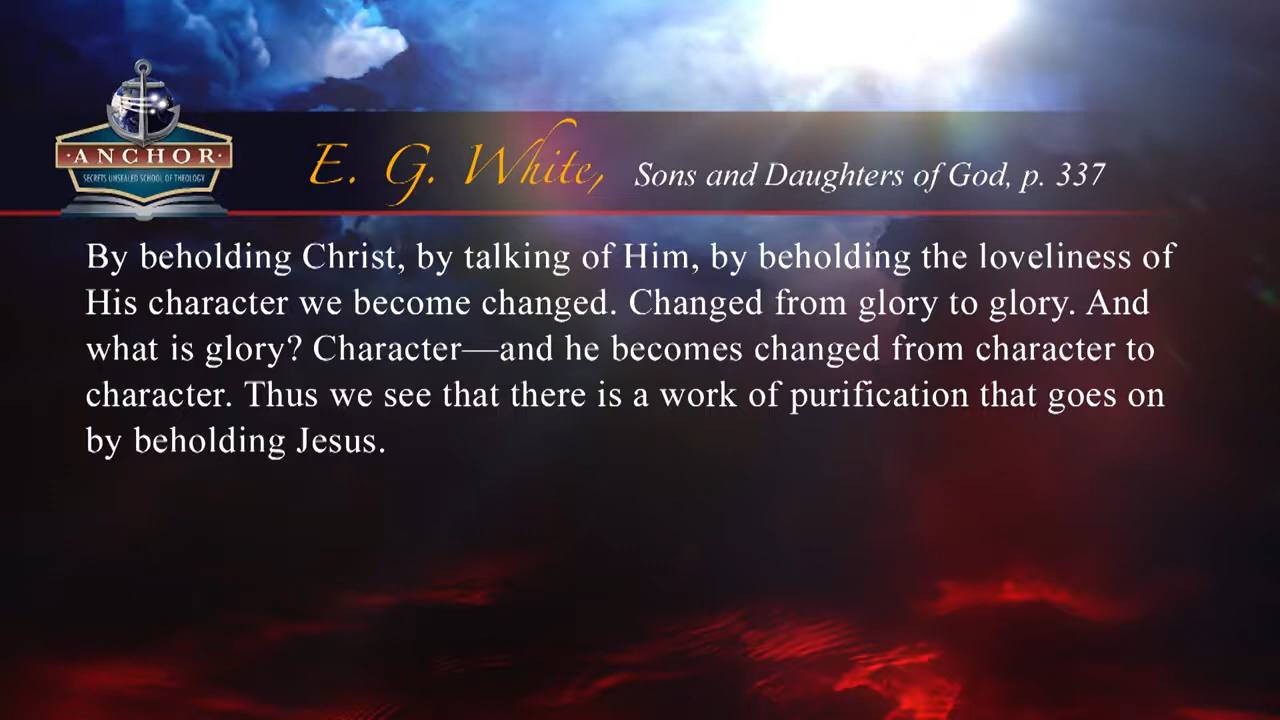 ·ANCHOR·
SECRETS UNSEALED SCHOOL OF THEOLOGY
E. G. White, Sons and Daughters of God, p. 337
By beholding Christ, by talking of Him, by beholding the loveliness of
His character we become changed. Changed from glory to glory. And
what is glory? Character—and he becomes changed from character to
character. Thus we see that there is a work of purification that goes on
by beholding Jesus.